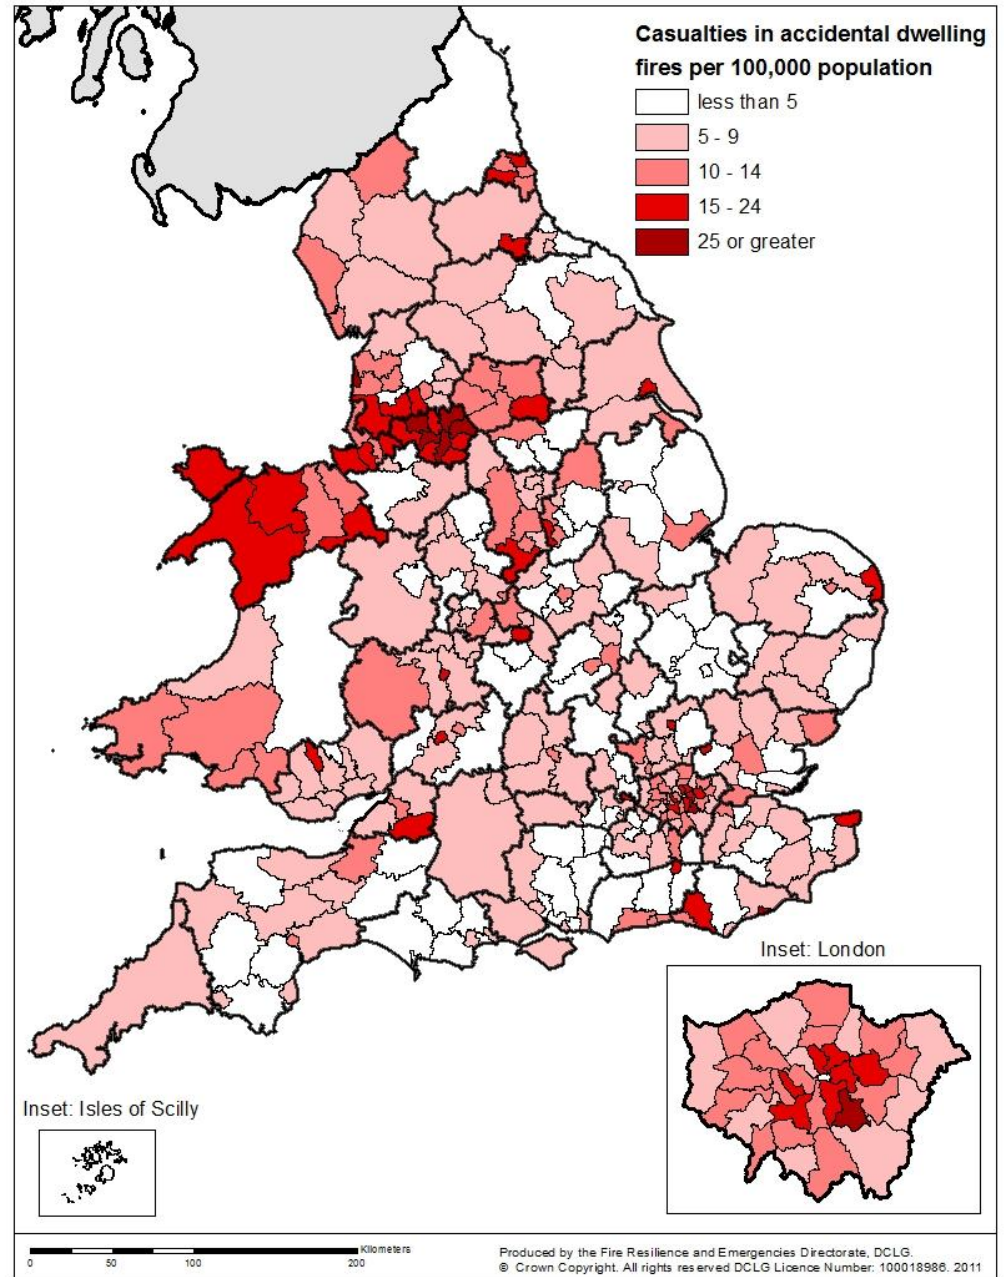 Casualties in accidental dwelling
fires per 100,000 population
less than 5
5 - 9
10 - 14
15 - 24
25 or greater
Inset: London
Inset: Isles of Scilly
Kilometers
0 50 100 200
Produced by the Fire Resilience and Emergencies Directorate, DCLG.
© Crown Copyright. All rights reserved DCLG Licence Number: 100018986. 2011